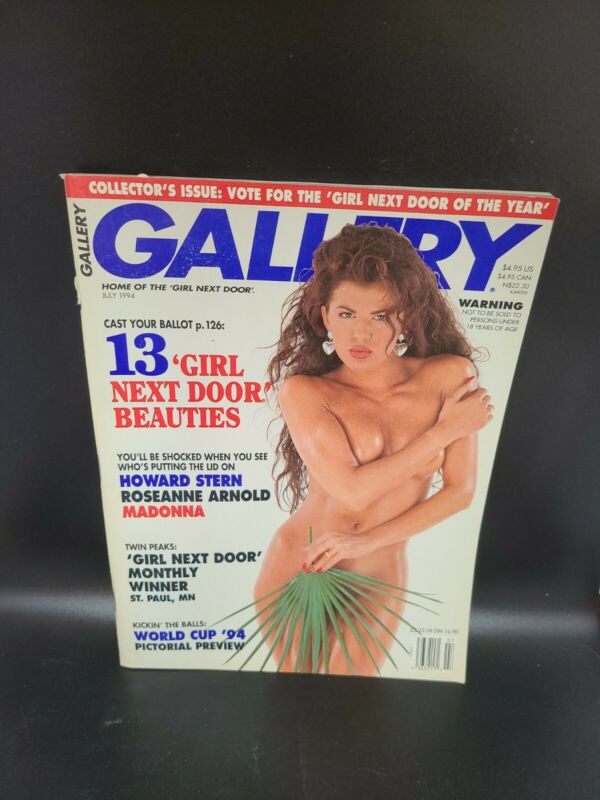 COLLECTOR'S ISSUE: VOTE FOR THE 'GIRL NEXT DOOR OF THE YEAR'
GALLERY
GALLERY
HOME OF THE 'GIRL NEXT DOOR'.
JULY 1994
$4.95 US
$4.95 CAN
N$22.30
WARNING
NOT TO BE SOLD TO
PERSONS UNDER
18 YEARS OF AGE
CAST YOUR BALLOT p.126:
13 'GIRL
NEXT DOOR'
BEAUTIES
YOU'LL BE SHOCKED WHEN YOU SEE
WHO'S PUTTING THE LID ON
HOWARD STERN
ROSEANNE ARNOLD
MADONNA
TWIN PEAKS:
'GIRL NEXT DOOR'
MONTHLY
WINNER
ST. PAUL, MN
KICKIN' THE BALLS:
WORLD CUP '94
PICTORIAL PREVIEW
UK DM